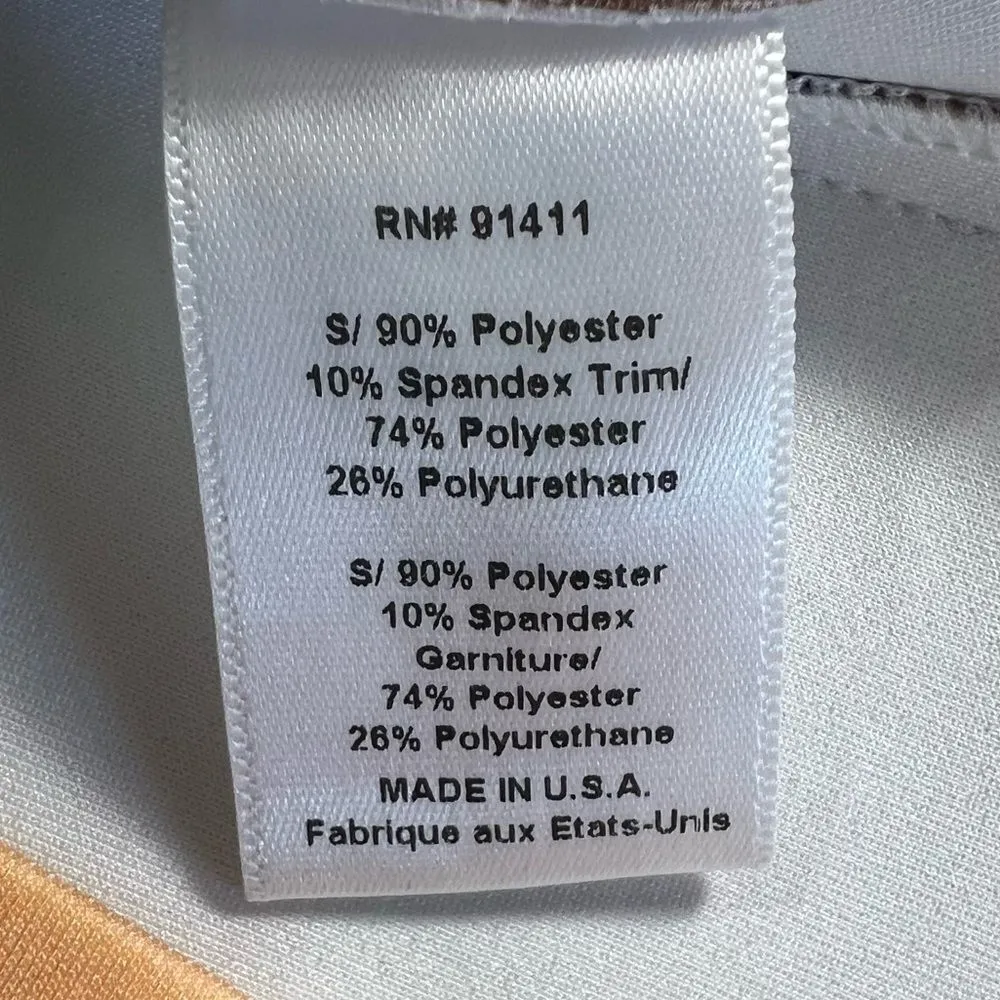 RN# 91411
S/ 90% Polyester
10% Spandex Trim/
74% Polyester
26% Polyurethane
S/ 90% Polyester
10% Spandex
Garniture/
74% Polyester
26% Polyurethane
MADE IN U.S.A.
Fabrique aux Etats-Unis